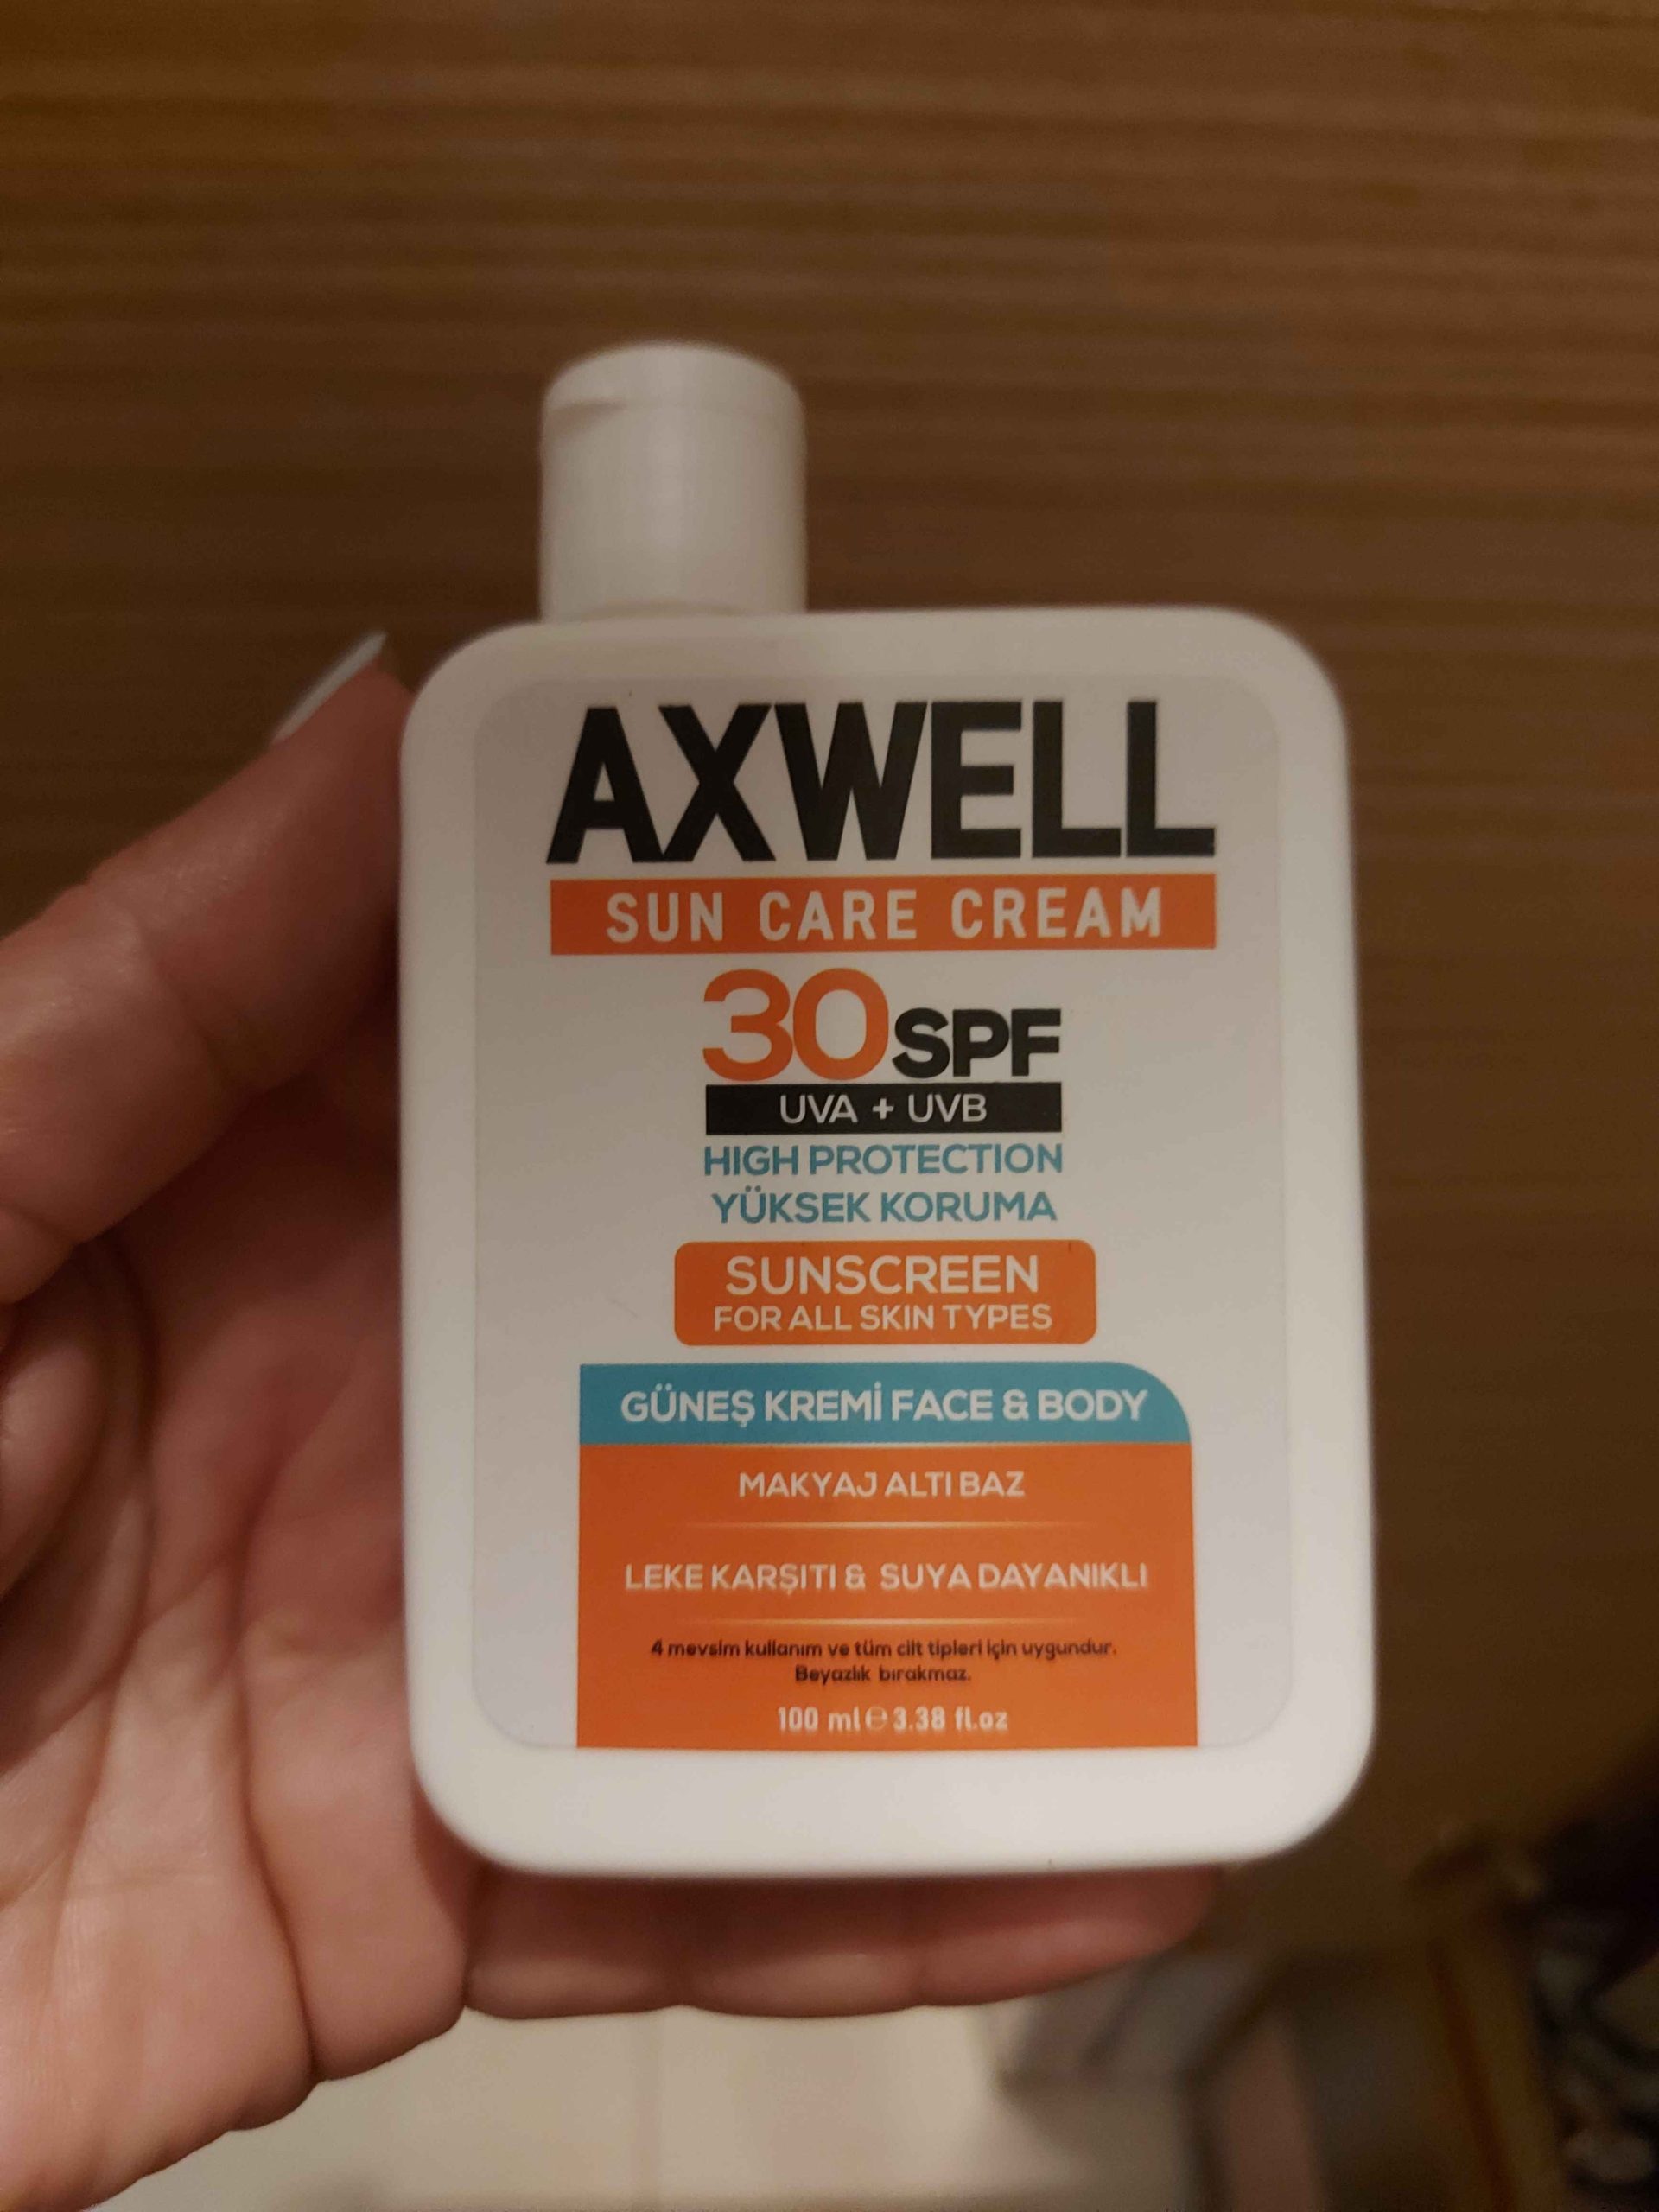 AXWELL
SUN CARE CREAM
30 SPF
UVA + UVB
HIGH PROTECTION
YÜKSEK KORUMA
SUNSCREEN
FOR ALL SKIN TYPES
GÜNEŞ KREMİ FACE & BODY
MAKYAJ ALTI BAZ
LEKE KARŞITI & SUYA DAYANIKLI
4 mevsim kullanım ve tüm cilt tipleri için uygundur.
Beyazlık bırakmaz.
100 ml ℮ 3.38 fl.oz